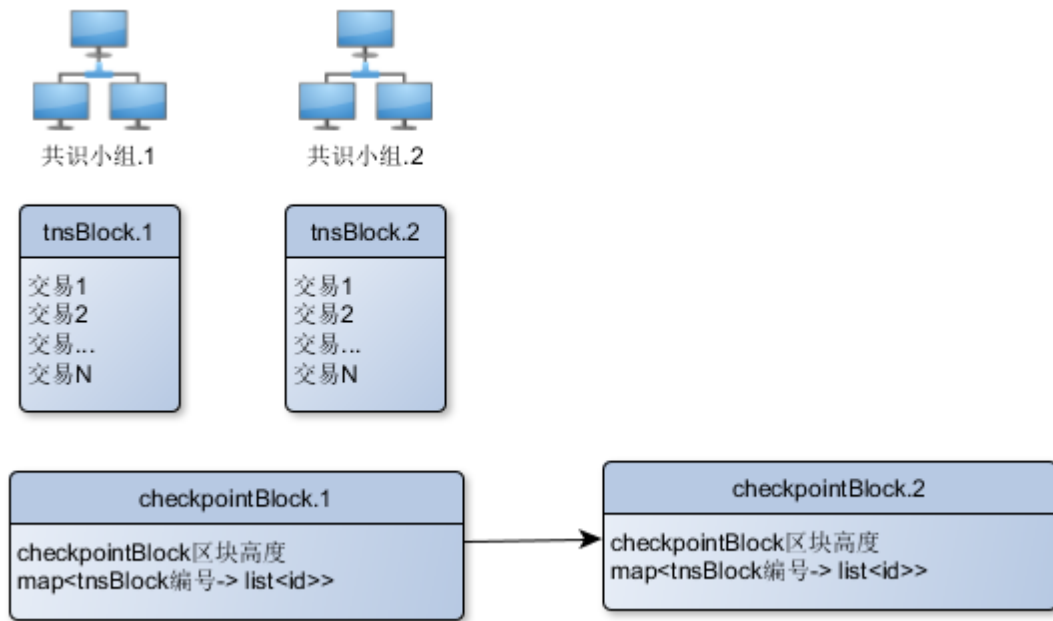 共识小组.1
共识小组.2
tnsBlock.1
交易1
交易2
交易...
交易N
tnsBlock.2
交易1
交易2
交易...
交易N
checkpointBlock.1
checkpointBlock区块高度
map<tnsBlock编号-> list<id>>
checkpointBlock.2
checkpointBlock区块高度
map<tnsBlock编号-> list<id>>